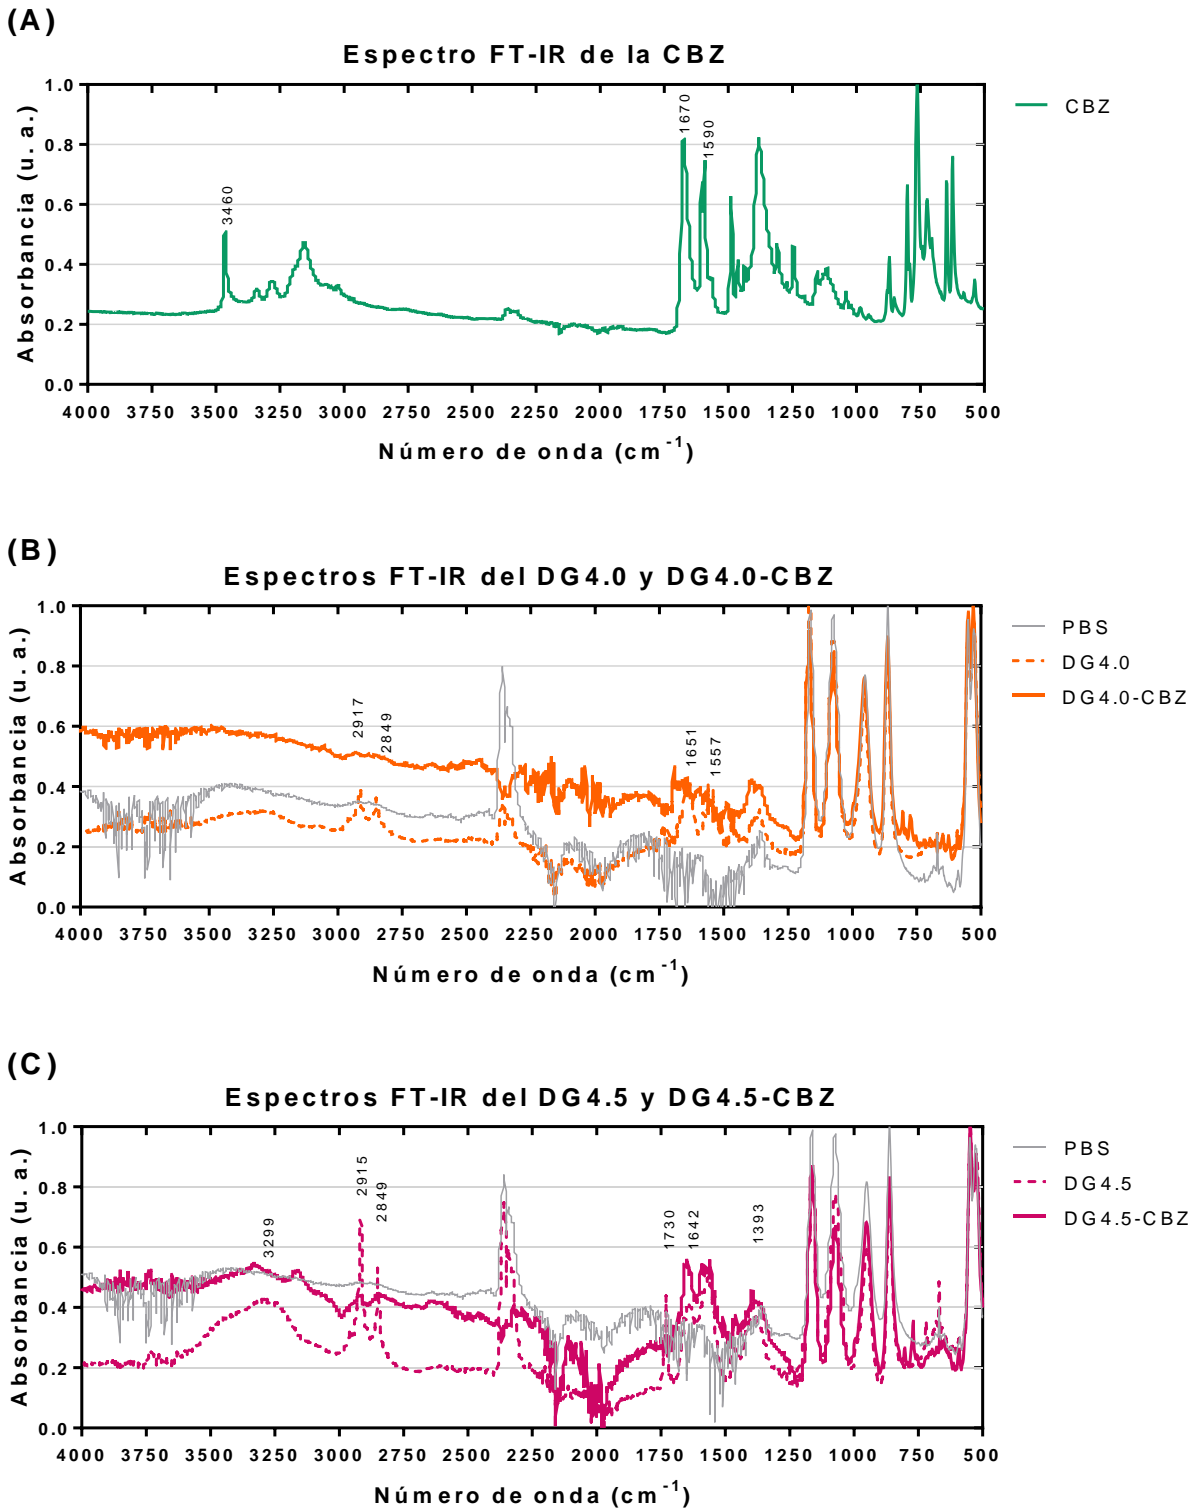 (A)
Espectro FT-IR de la CBZ
CBZ
1.0
0.8
0.6
0.4
0.2
0.0
Absorbancia (u. a.)
3460
1670
1590
4000 3750 3500 3250 3000 2750 2500 2250 2000 1750 1500 1250 1000 750 500
Número de onda (cm-1)
(B)
Espectros FT-IR del DG4.0 y DG4.0-CBZ
PBS
DG4.0
DG4.0-CBZ
1.0
0.8
0.6
0.4
0.2
0.0
Absorbancia (u. a.)
2917
2849
1651
1557
4000 3750 3500 3250 3000 2750 2500 2250 2000 1750 1500 1250 1000 750 500
Número de onda (cm-1)
(C)
Espectros FT-IR del DG4.5 y DG4.5-CBZ
PBS
DG4.5
DG4.5-CBZ
1.0
0.8
0.6
0.4
0.2
0.0
Absorbancia (u. a.)
3299
2915
2849
1730
1642
1393
4000 3750 3500 3250 3000 2750 2500 2250 2000 1750 1500 1250 1000 750 500
Número de onda (cm-1)